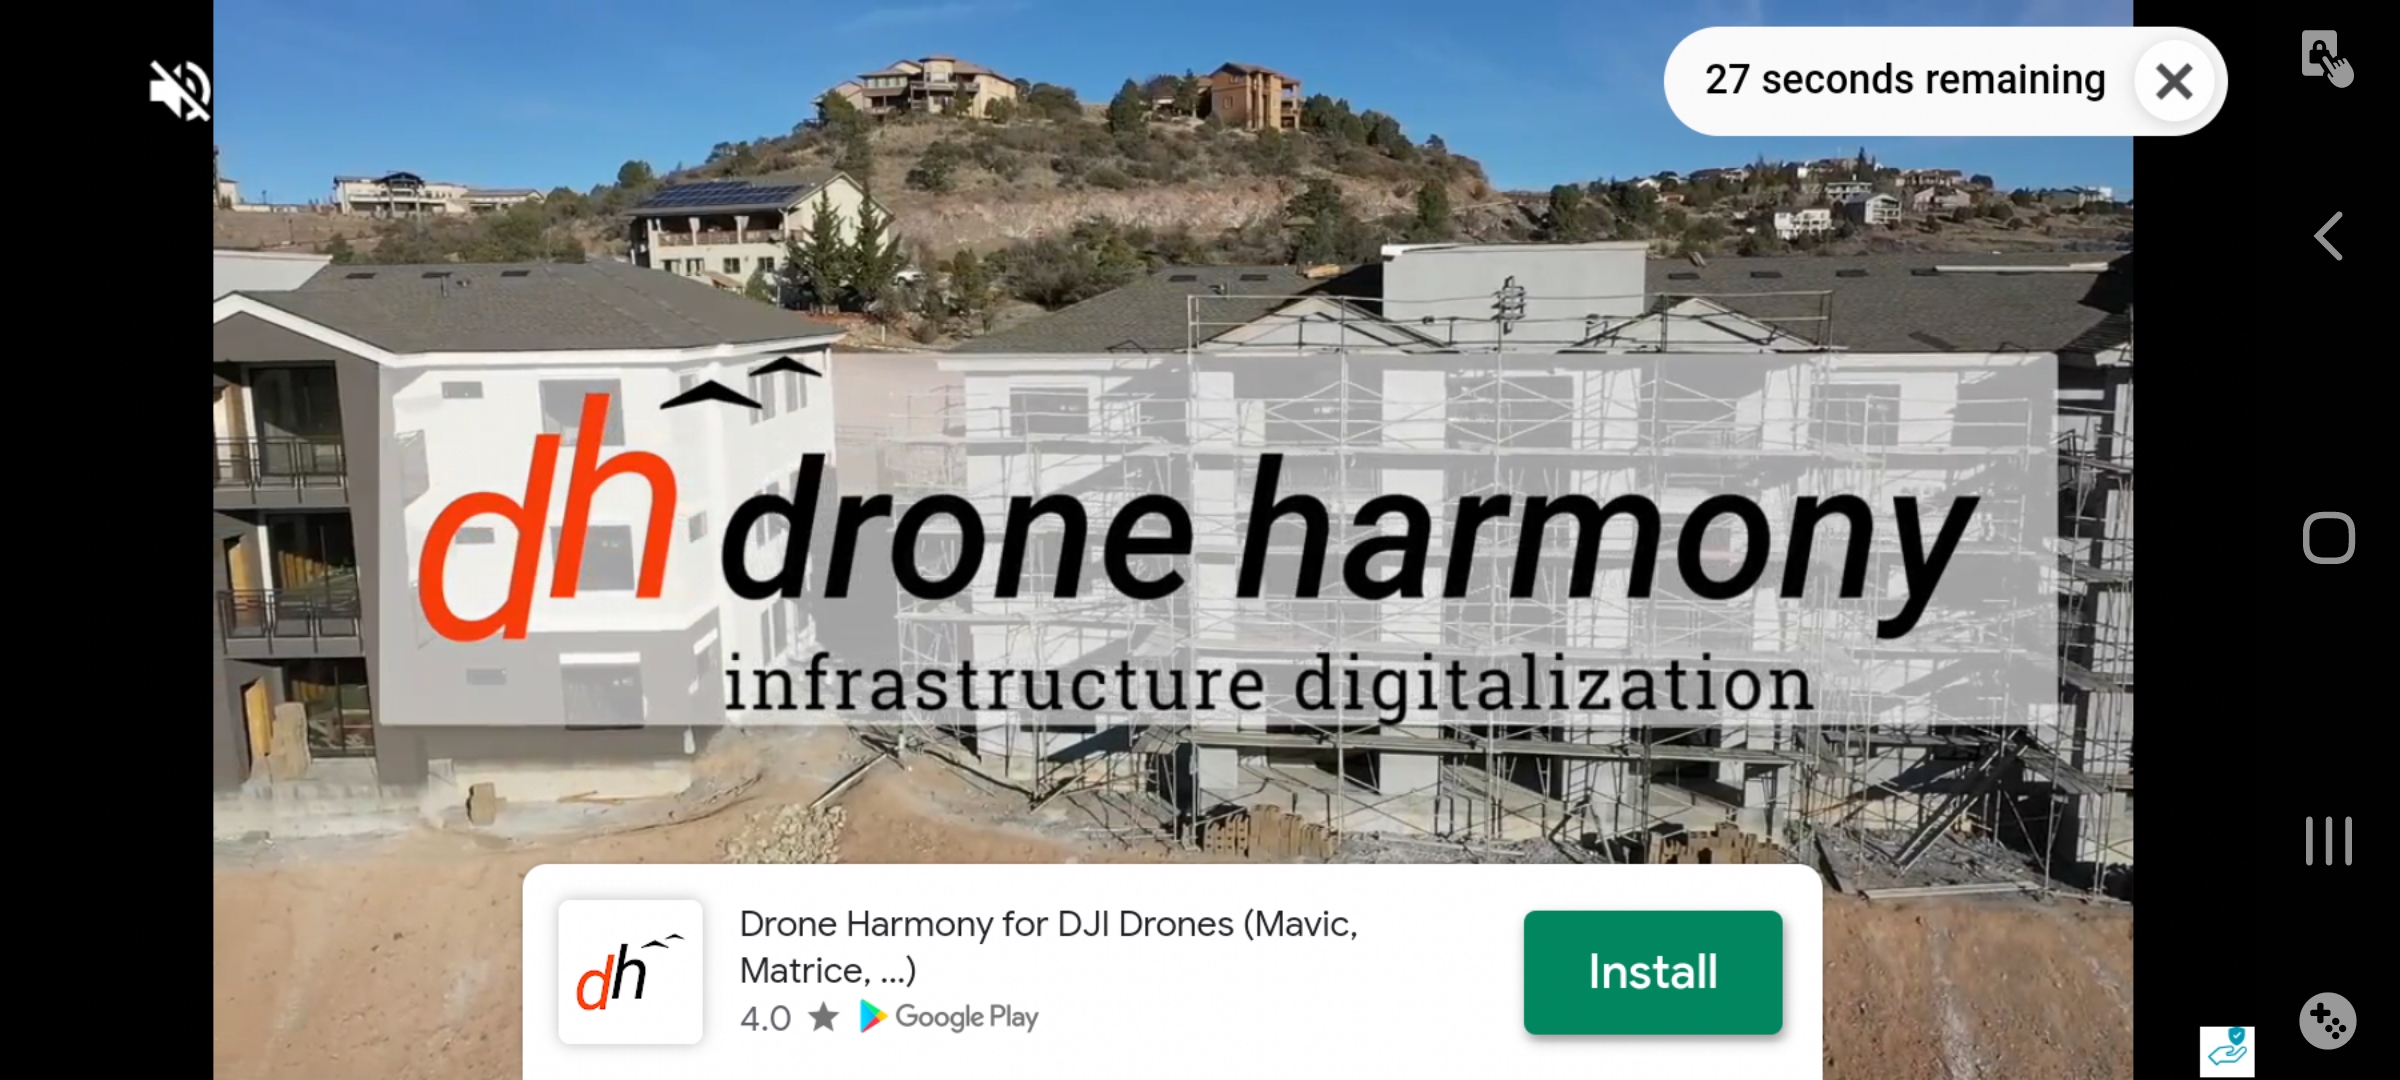 27 seconds remaining
dh drone harmony
infrastructure digitalization
dh
Drone Harmony for DJI Drones (Mavic,
Matrice, ...)
4.0 ★ Google Play
Install